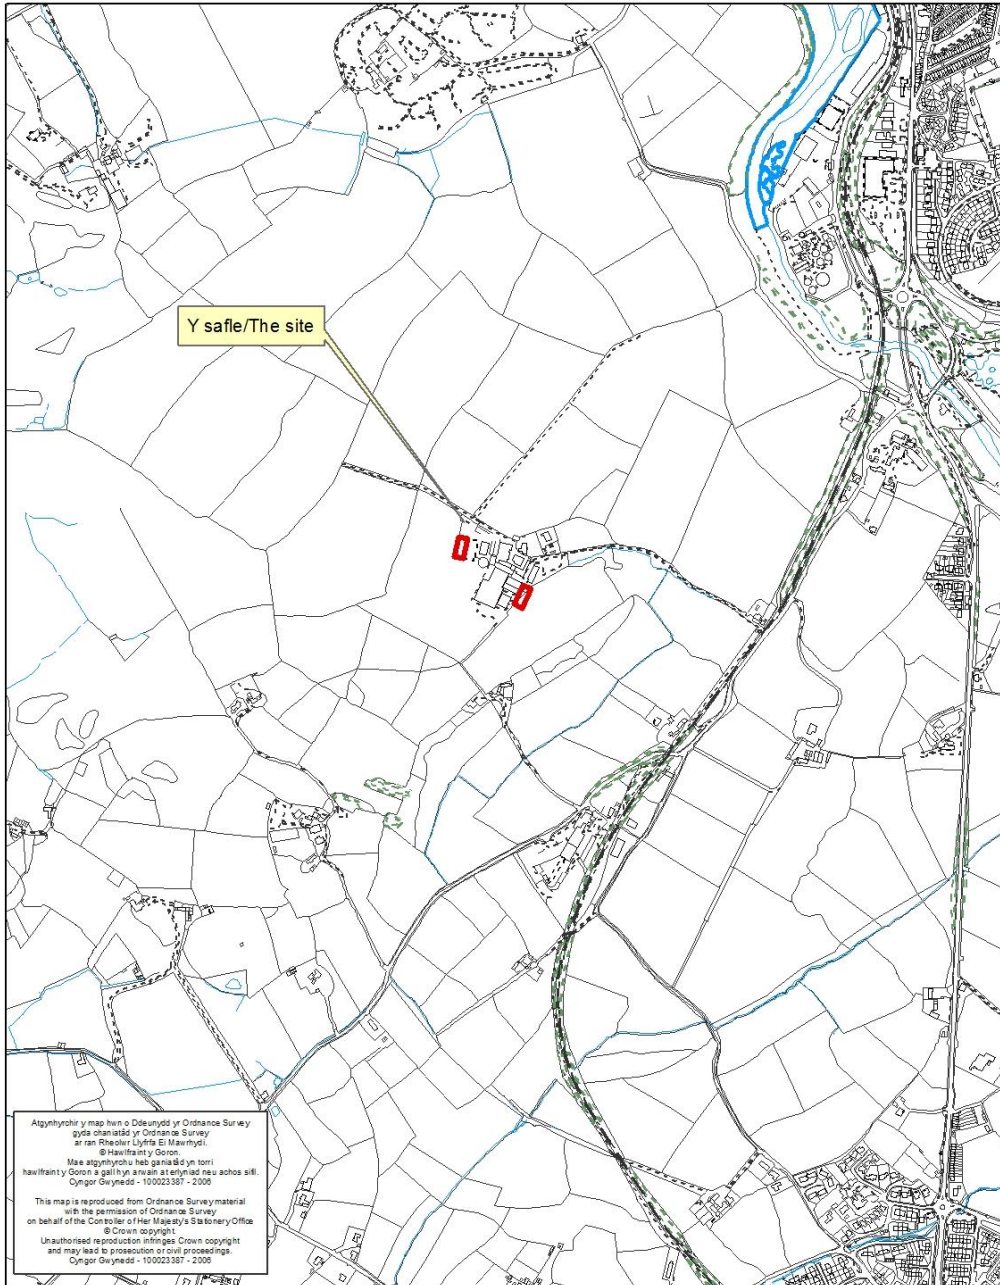 Y safle/The site
Atgynhyrchir y map hwn o Ddeunydd yr Ordnance Survey
gyda chaniatâd yr Ordnance Survey
ar ran Rheolwr Llyfrfa Ei Mawrhydi.
© Hawlfraint y Goron.
Mae atgynhyrchu heb ganiatâd yn torri
hawlfraint y Goron a gall hyn arwain at erlyniad neu achos sifil.
Cyngor Gwynedd - 100023387 - 2006
This map is reproduced from Ordnance Survey material
with the permission of Ordnance Survey
on behalf of the Controller of Her Majesty's Stationery Office
© Crown copyright.
Unauthorised reproduction infringes Crown copyright
and may lead to prosecution or civil proceedings.
Cyngor Gwynedd - 100023387 - 2006